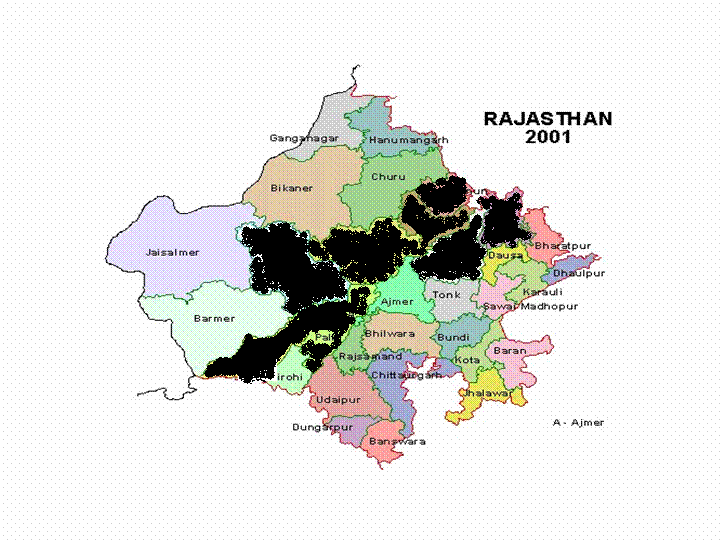 RAJASTHAN
2001
Ganganagar
Hanumangarh
Churu
Bikaner
Jaisalmer
Bharatpur
Dausa
Dhaulpur
Karauli
Ajmer
Tonk
Sawai Madhopur
Barmer
Bhilwara
Bundi
Baran
Rajsamand
Kota
Chittaurgarh
Jhalawar
Udaipur
A - Ajmer
Dungarpur
Banswara